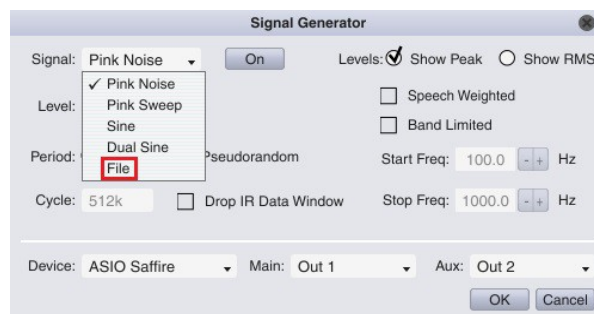 Signal Generator
Signal: Pink Noise On Levels: Show Peak Show RMS
✓ Pink Noise
Pink Sweep
Sine
Dual Sine
File
Level: Speech Weighted
Band Limited
Period: Pseudorandom Start Freq: 100.0 - + Hz
Cycle: 512k Drop IR Data Window Stop Freq: 1000.0 - + Hz
Device: ASIO Saffire Main: Out 1 Aux: Out 2
OK Cancel